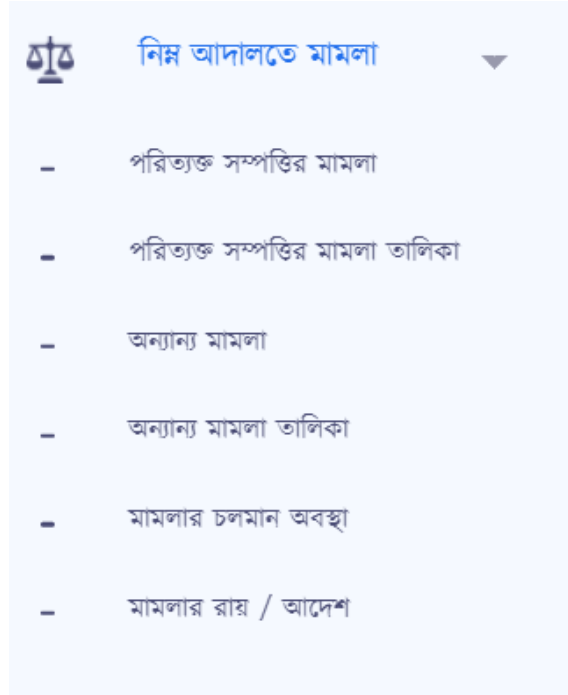 নিম্ন আদালতে মামলা
- পরিত্যক্ত সম্পত্তির মামলা
- পরিত্যক্ত সম্পত্তির মামলা তালিকা
- অন্যান্য মামলা
- অন্যান্য মামলা তালিকা
- মামলার চলমান অবস্থা
- মামলার রায় / আদেশ